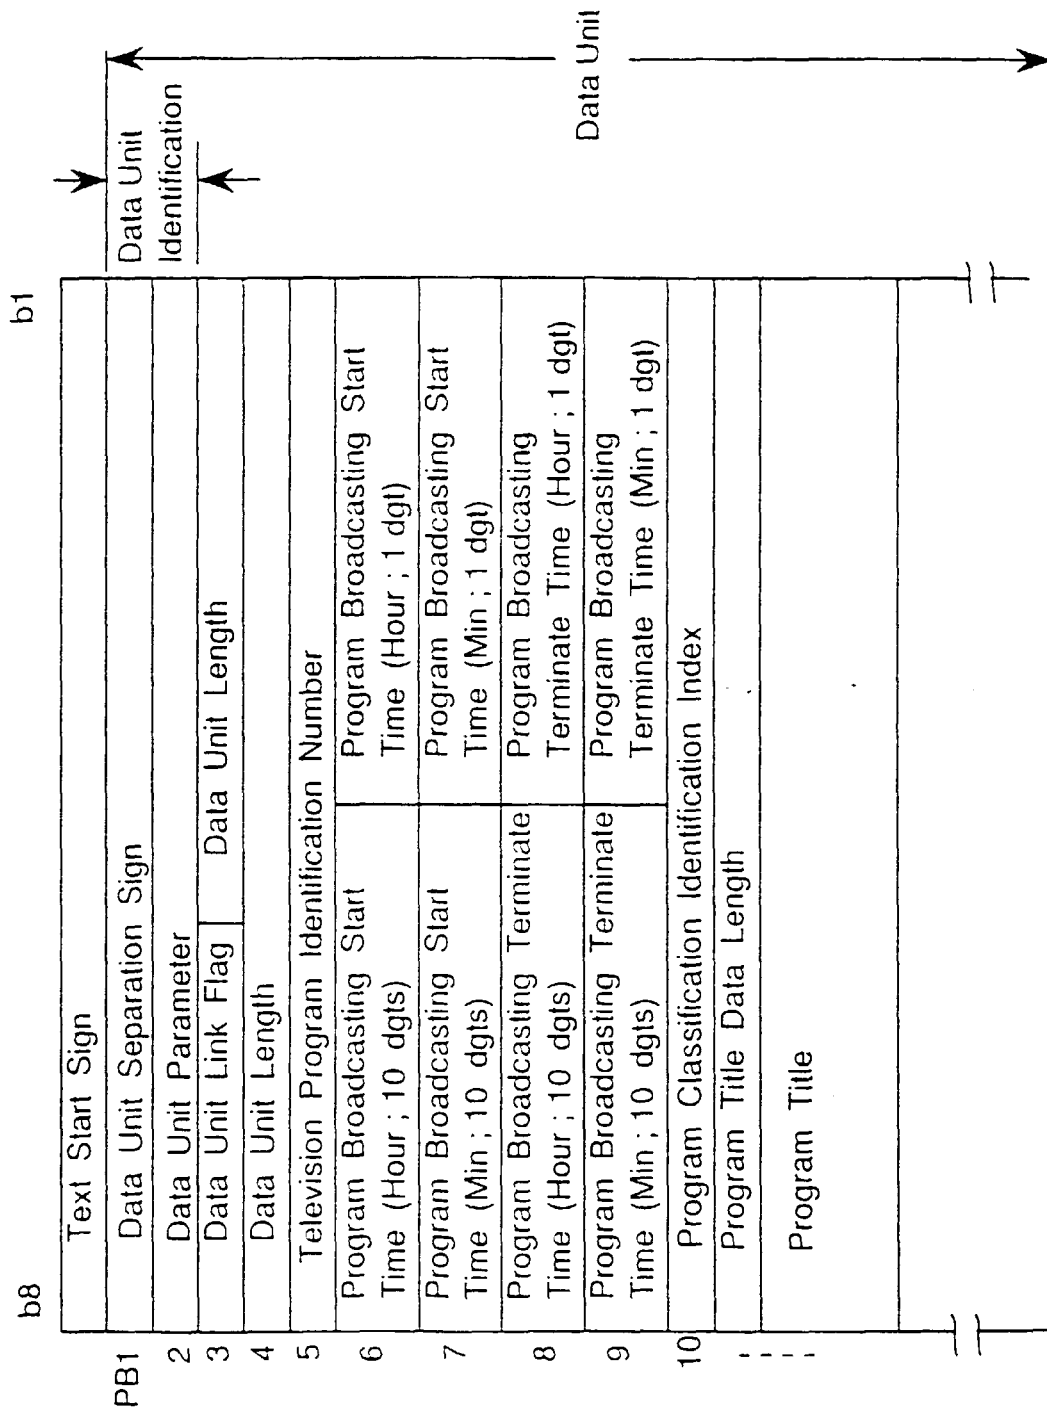 b8
b1
Text Start Sign
PB1
Data Unit Separation Sign
Data Unit
Identification
2
Data Unit Parameter
3
Data Unit Link Flag
Data Unit Length
4
Data Unit Length
5
Television Program Identification Number
6
Program Broadcasting Start
Time (Hour ; 10 dgts)
Program Broadcasting Start
Time (Hour ; 1 dgt)
7
Program Broadcasting Start
Time (Min ; 10 dgts)
Program Broadcasting Start
Time (Min ; 1 dgt)
8
Program Broadcasting Terminate
Time (Hour ; 10 dgts)
Program Broadcasting
Terminate Time (Hour ; 1 dgt)
9
Program Broadcasting Terminate
Time (Min ; 10 dgts)
Program Broadcasting
Terminate Time (Min ; 1 dgt)
10
Program Classification Identification Index
Program Title Data Length
Program Title
Data Unit